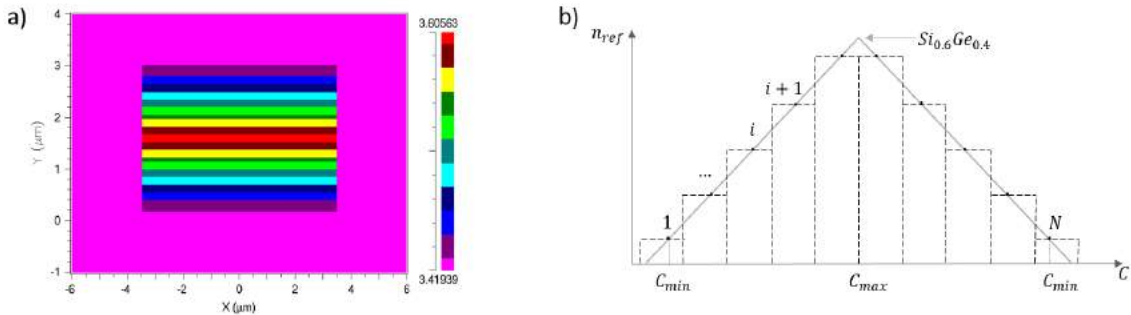 a)
4
3
2
1
0
-1
Y (μm)
-6
-4
-2
0
2
4
6
X (μm)
3.60563
3.41939
b)
n_ref
Si_0.6Ge_0.4
i + 1
i
...
1
N
C_min
C_max
C_min
C